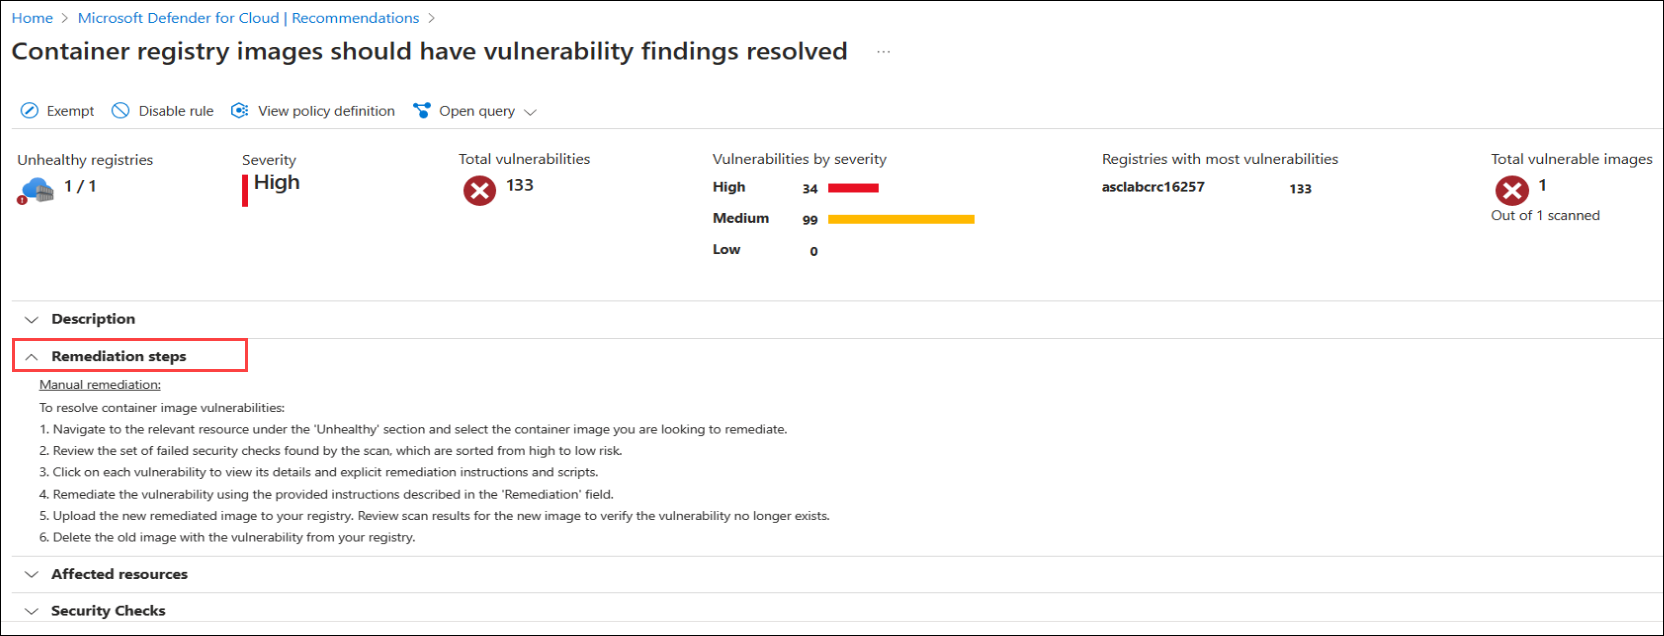 Home > Microsoft Defender for Cloud | Recommendations >
Container registry images should have vulnerability findings resolved ...
Exempt Disable rule View policy definition Open query
Unhealthy registries
1 / 1
Severity
High
Total vulnerabilities
133
Vulnerabilities by severity
High 34
Medium 99
Low 0
Registries with most vulnerabilities
asclabcrc16257 133
Total vulnerable images
1
Out of 1 scanned
Description
Remediation steps
Manual remediation:
To resolve container image vulnerabilities:
1. Navigate to the relevant resource under the 'Unhealthy' section and select the container image you are looking to remediate.
2. Review the set of failed security checks found by the scan, which are sorted from high to low risk.
3. Click on each vulnerability to view its details and explicit remediation instructions and scripts.
4. Remediate the vulnerability using the provided instructions described in the 'Remediation' field.
5. Upload the new remediated image to your registry. Review scan results for the new image to verify the vulnerability no longer exists.
6. Delete the old image with the vulnerability from your registry.
Affected resources
Security Checks